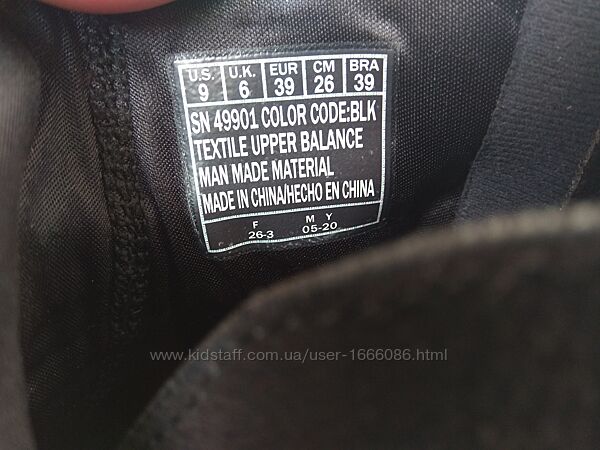 U.S. U.K. EUR CM BRA
9 6 39 26 39
SN 49901 COLOR CODE:BLK
TEXTILE UPPER BALANCE
MAN MADE MATERIAL
MADE IN CHINA/HECHO EN CHINA
F M Y
26-3 05-20
www.kidstaff.com.ua/user-1666086.html